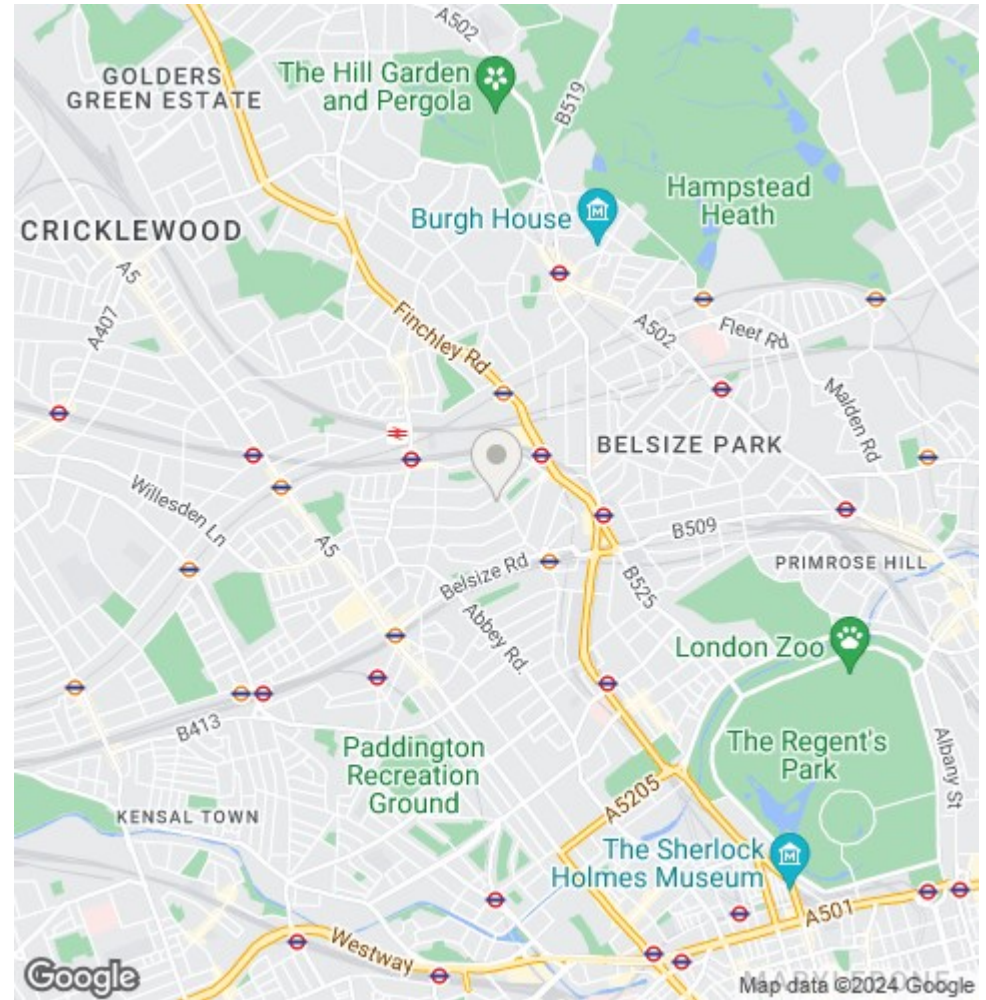 A502
GOLDERS
GREEN ESTATE
The Hill Garden
and Pergola
B519
Hampstead
Heath
Burgh House
CRICKLEWOOD
A5
A407
Finchley Rd
A502
Fleet Rd
Malden Rd
BELSIZE PARK
Willesden Ln
A5
B509
PRIMROSE HILL
Belsize Rd
B525
Abbey Rd.
London Zoo
B413
Paddington
Recreation
Ground
The Regent's
Park
Albany St
KENSAL TOWN
A5205
The Sherlock
Holmes Museum
A501
Westway
MARYLEBONE
Google
Map data ©2024 Google